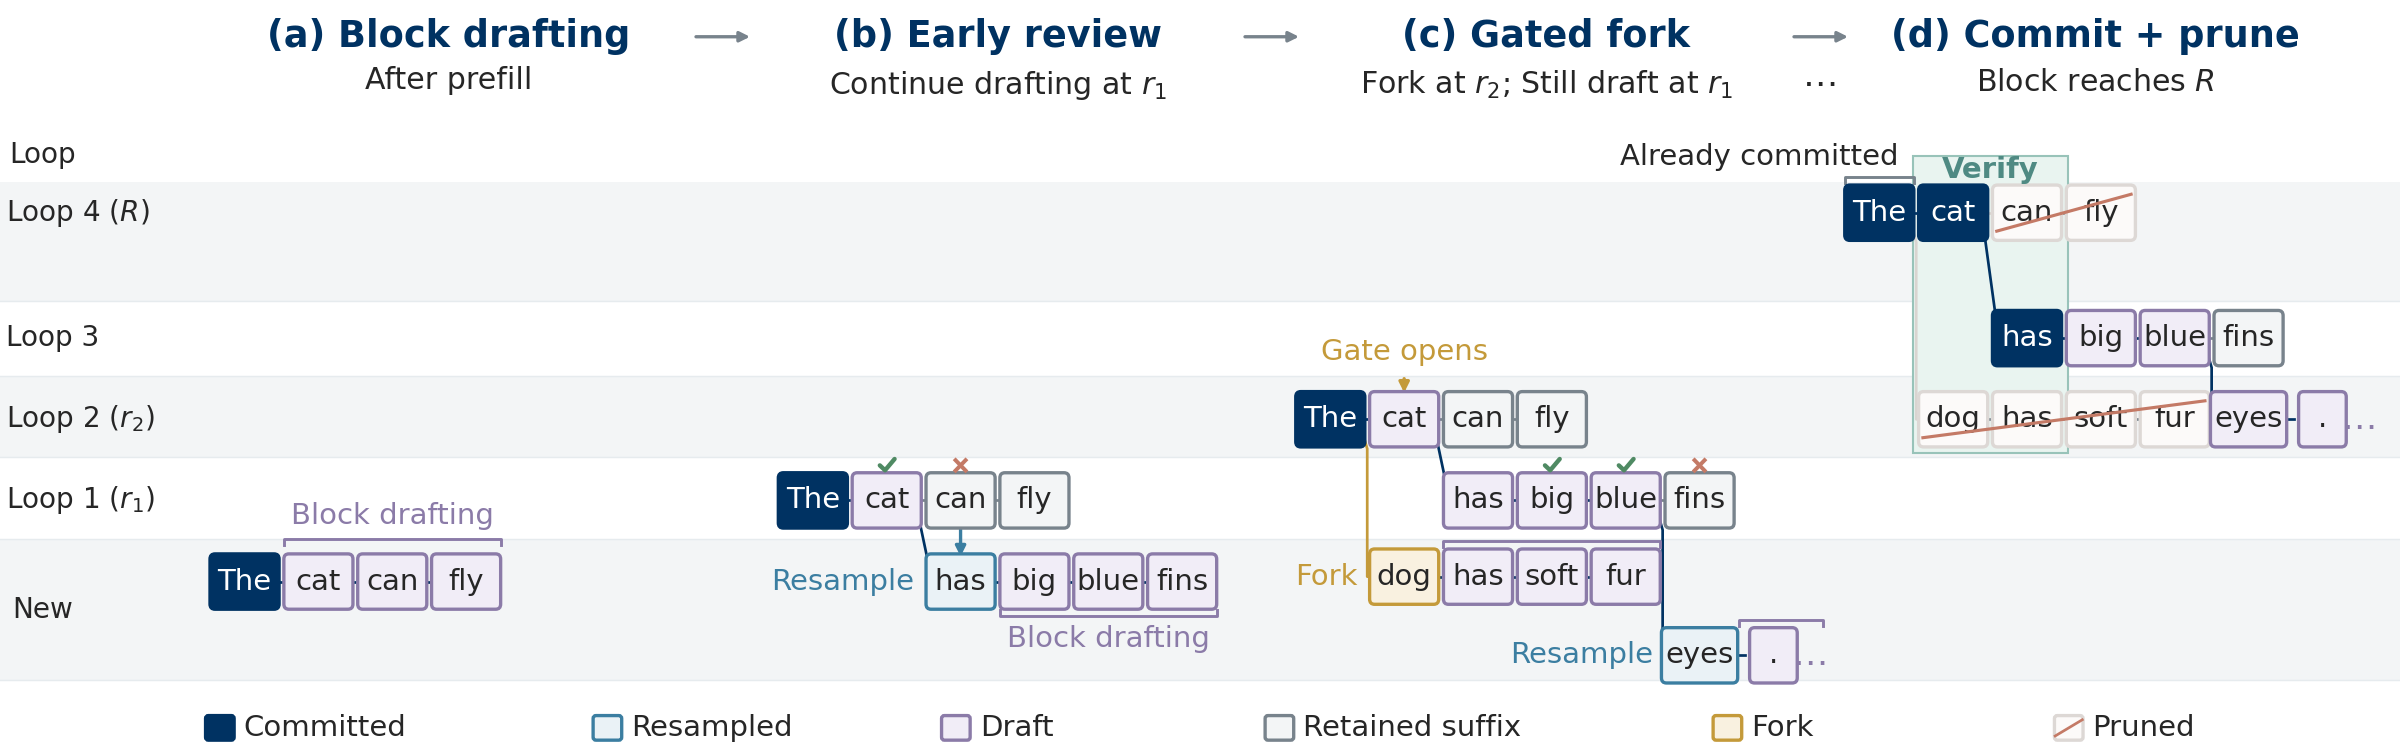 (a) Block drafting → (b) Early review → (c) Gated fork → (d) Commit + prune
After prefill Continue drafting at r₁ Fork at r₂; Still draft at r₁ ... Block reaches R
Loop Already committed Verify
Loop 4 (R) The cat can fly
Loop 3 has big blue fins
Gate opens
Loop 2 (r₂) The cat can fly dog has soft fur eyes . ...
Loop 1 (r₁) The cat can fly has big blue fins
Block drafting
New The cat can fly Resample has big blue fins Fork dog has soft fur
Block drafting
Resample eyes . ...
Committed Resampled Draft Retained suffix Fork Pruned